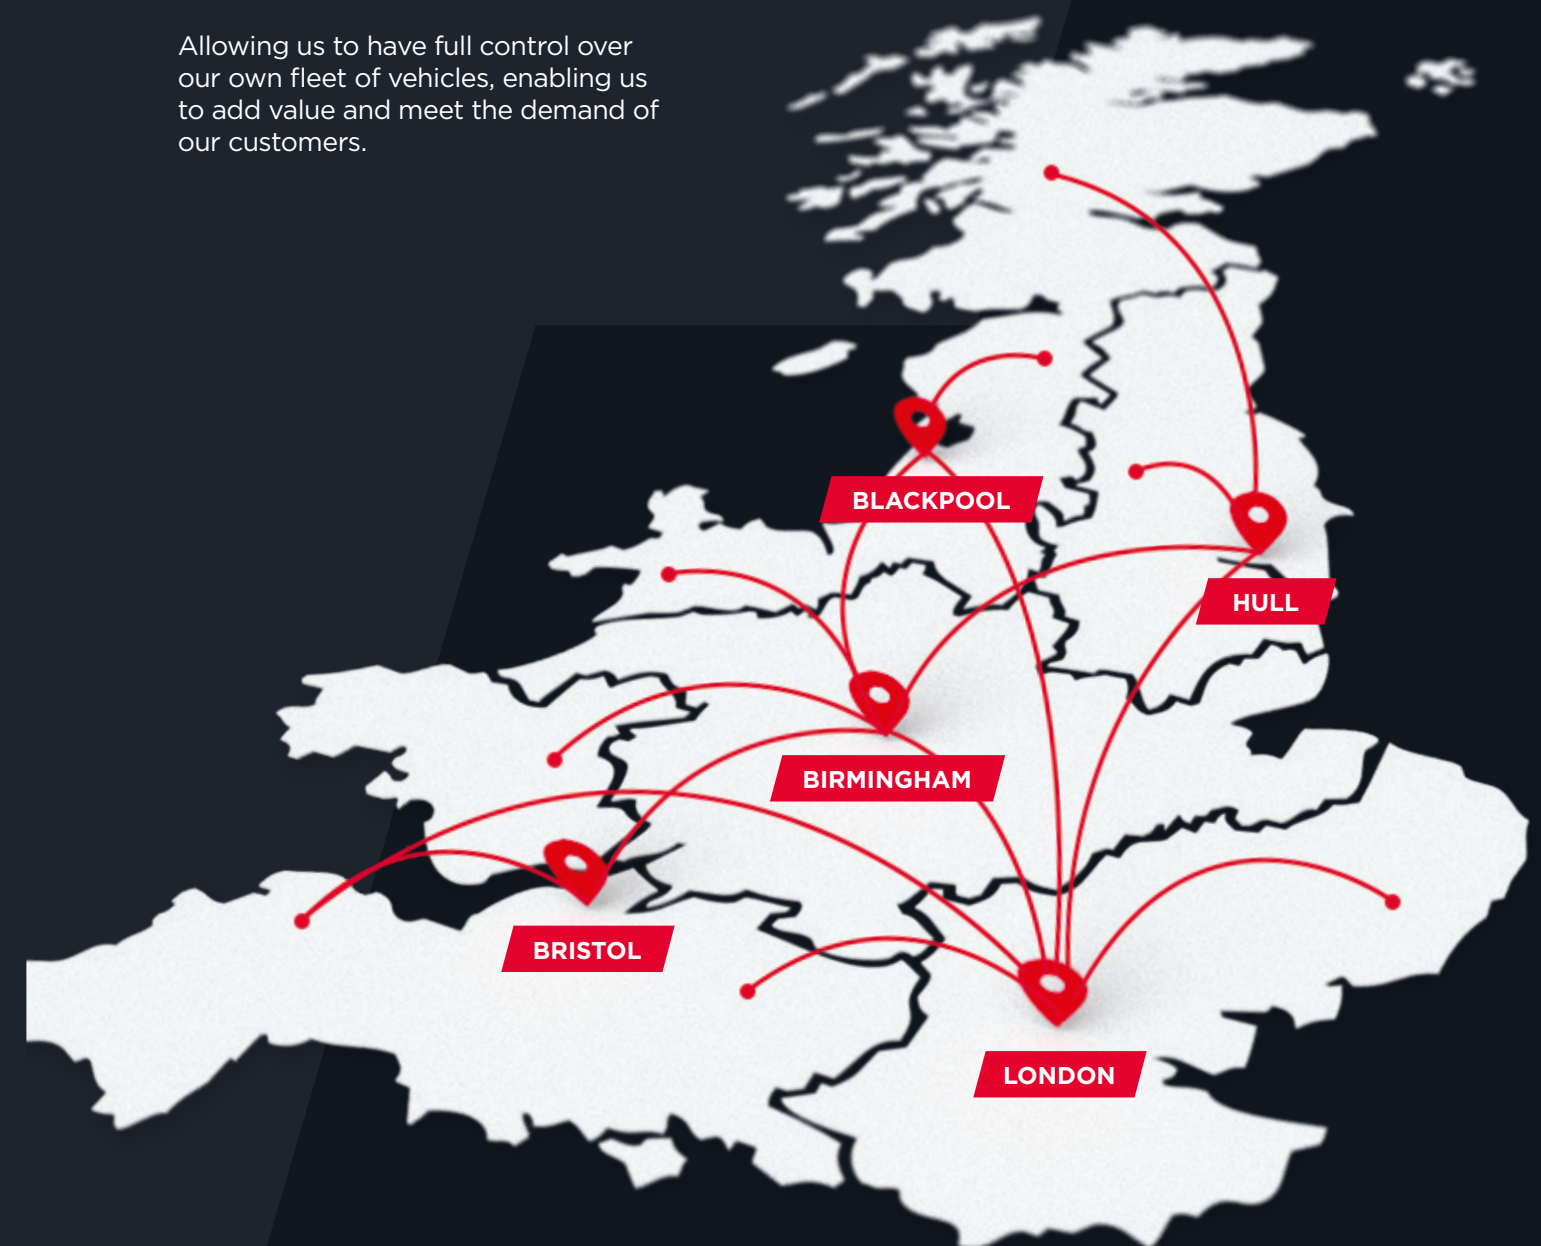 Allowing us to have full control over
our own fleet of vehicles, enabling us
to add value and meet the demand of
our customers.
BLACKPOOL
HULL
BIRMINGHAM
BRISTOL
LONDON